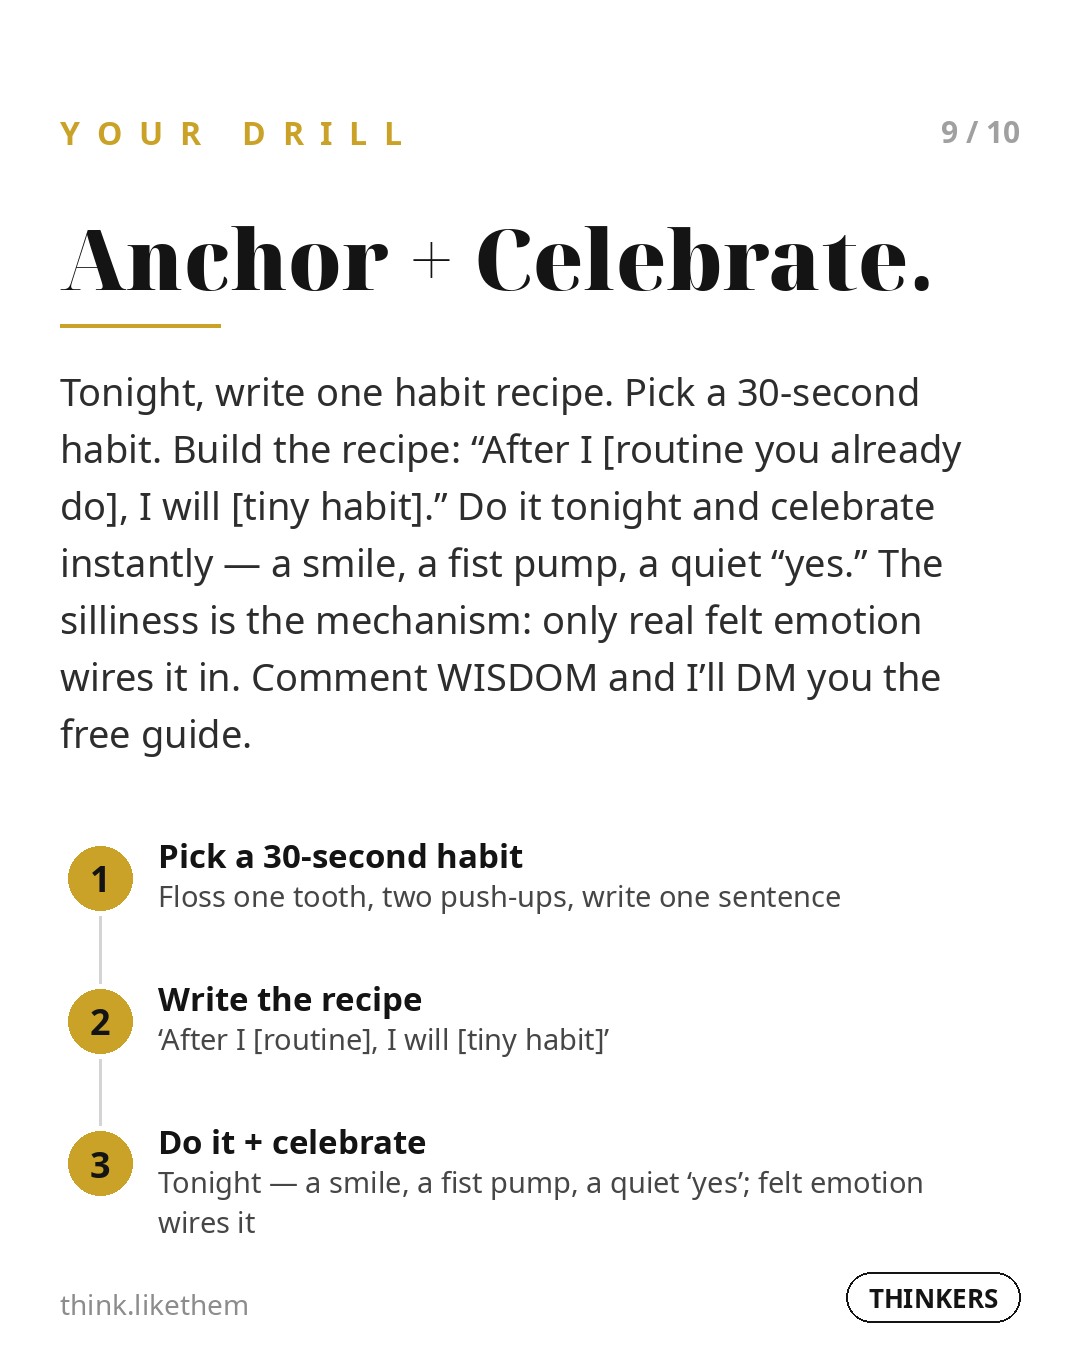 YOUR DRILL
9 / 10
Anchor + Celebrate.
Tonight, write one habit recipe. Pick a 30-second
habit. Build the recipe: “After I [routine you already
do], I will [tiny habit].” Do it tonight and celebrate
instantly — a smile, a fist pump, a quiet “yes.” The
silliness is the mechanism: only real felt emotion
wires it in. Comment WISDOM and I’ll DM you the
free guide.
1
Pick a 30-second habit
Floss one tooth, two push-ups, write one sentence
2
Write the recipe
‘After I [routine], I will [tiny habit]’
3
Do it + celebrate
Tonight — a smile, a fist pump, a quiet ‘yes’; felt emotion
wires it
think.likethem
THINKERS